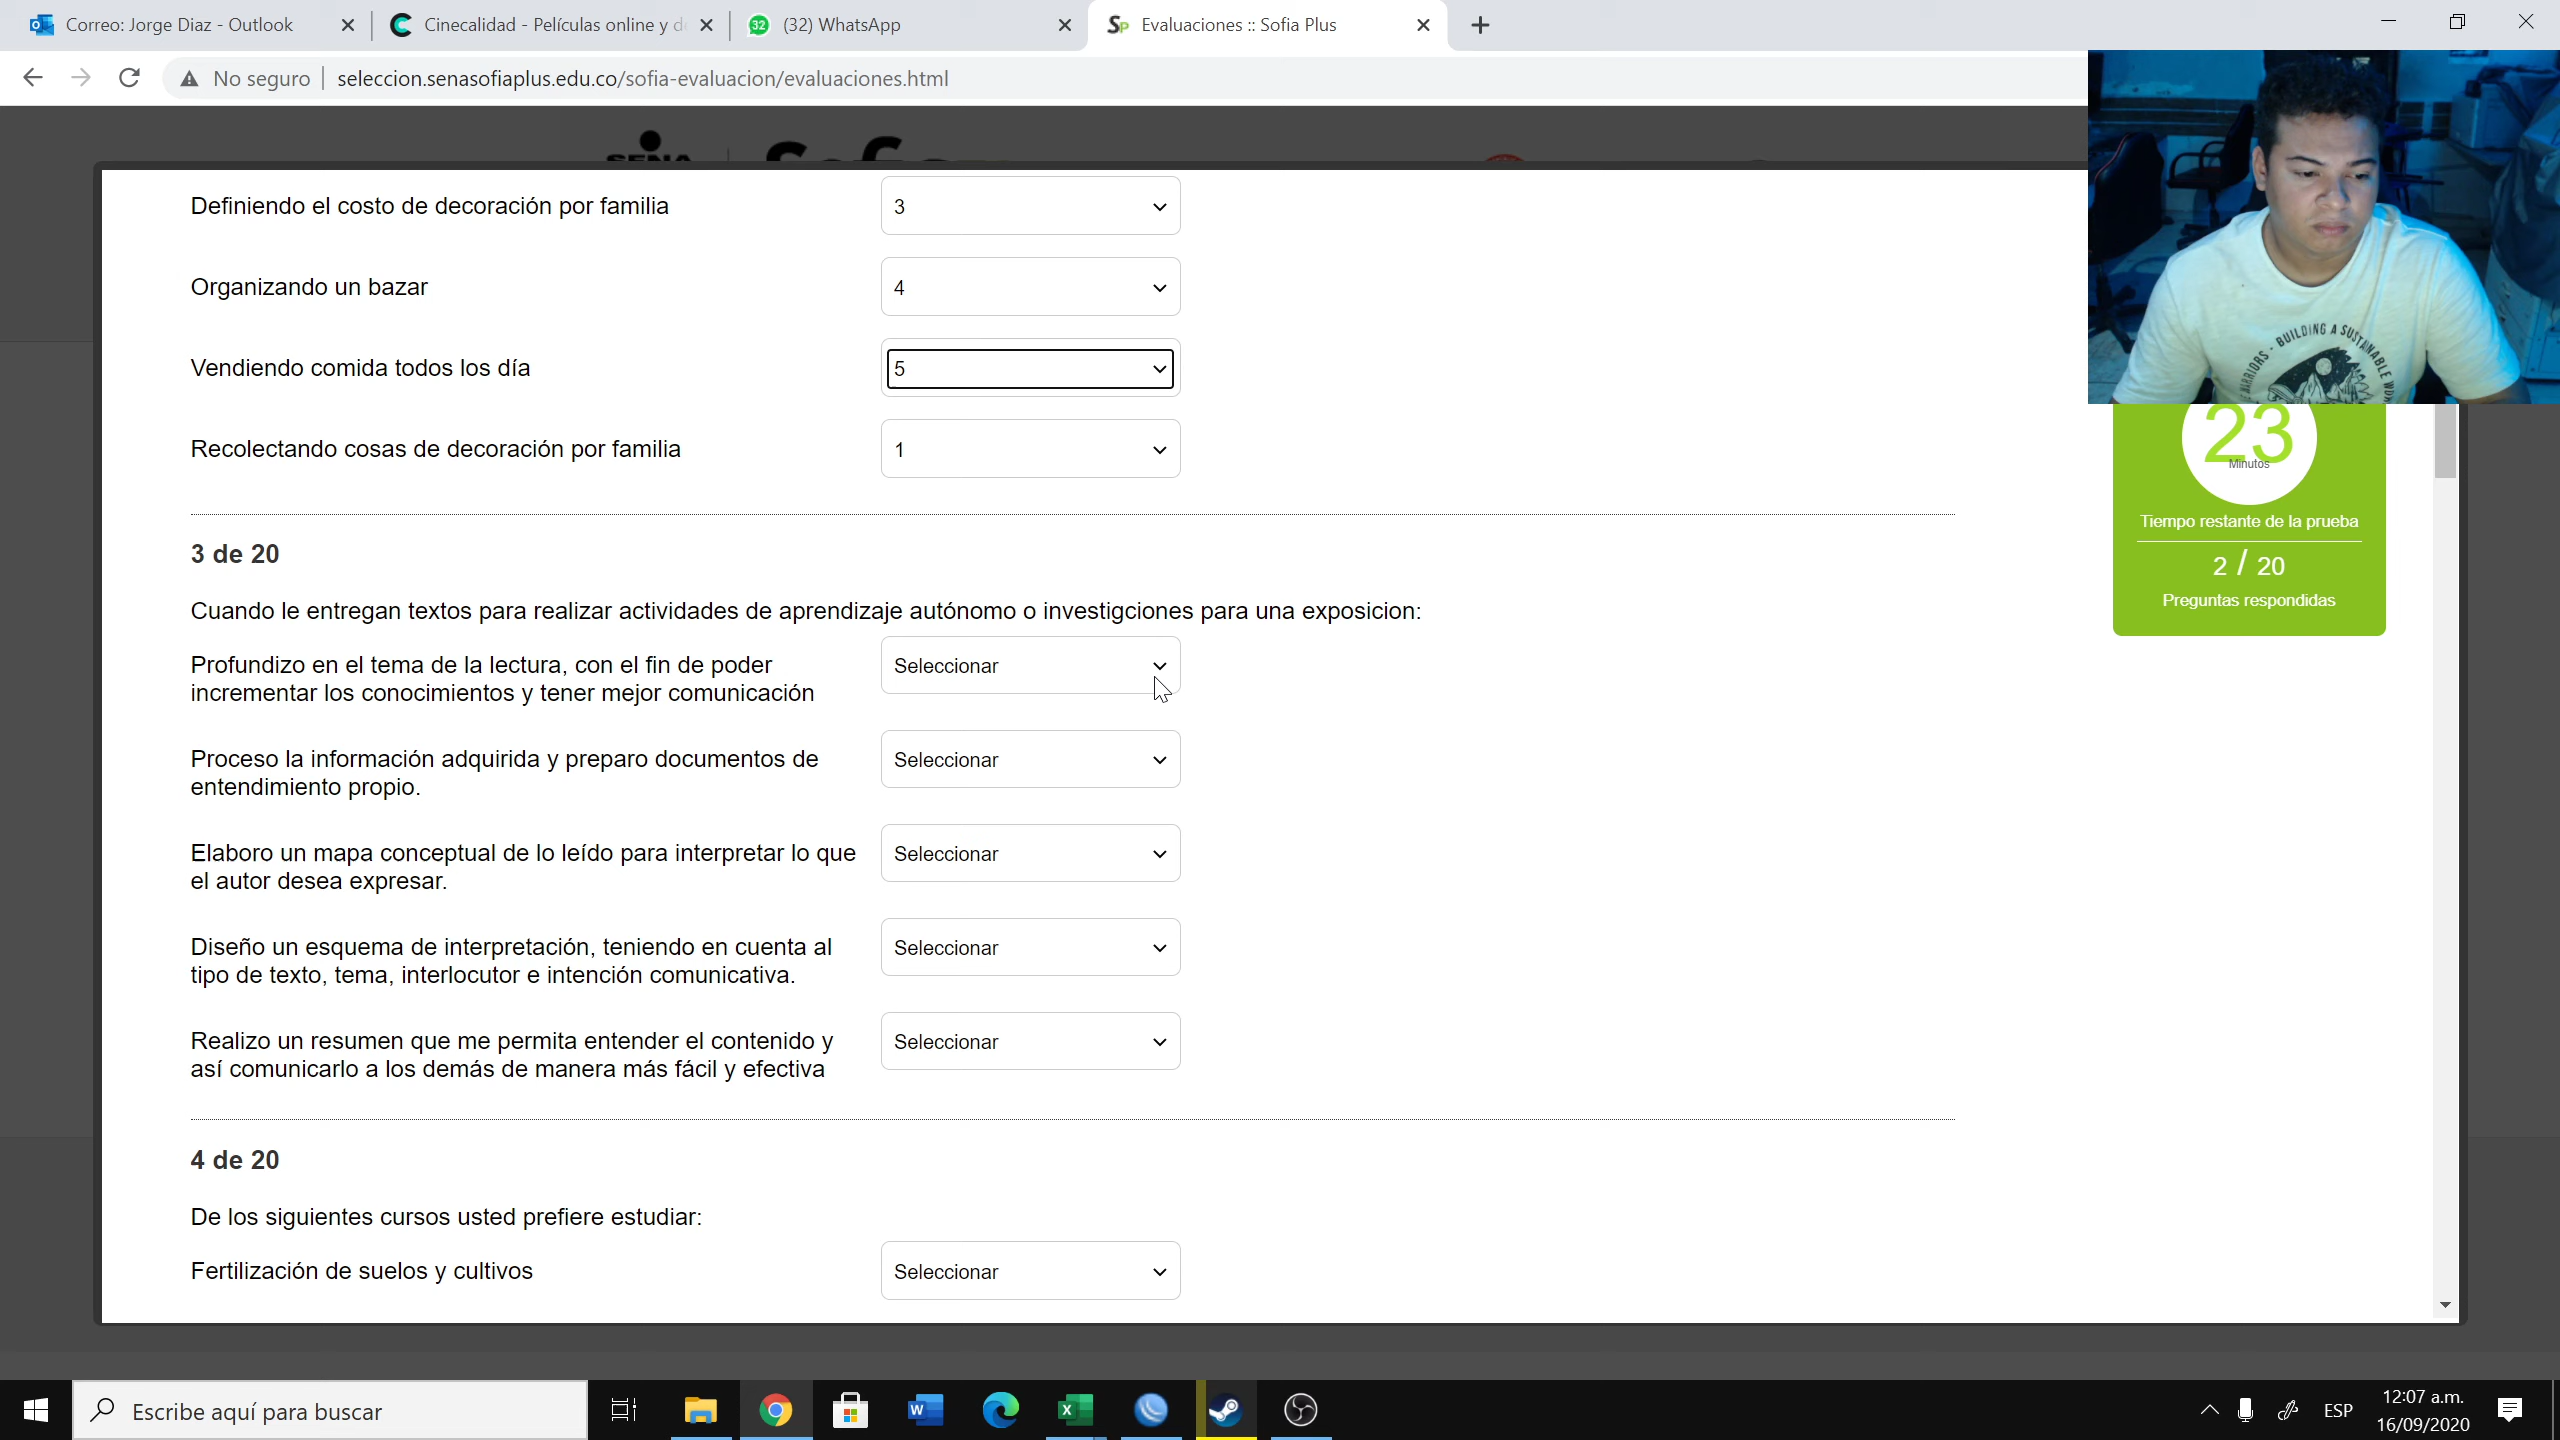 Correo: Jorge Diaz - Outlook
Cinecalidad - Películas online y de
32
(32) WhatsApp
Sp
Evaluaciones :: Sofia Plus
No seguro
seleccion.senasofiaplus.edu.co/sofia-evaluacion/evaluaciones.html
SENA
Definiendo el costo de decoración por familia
3
Organizando un bazar
4
Vendiendo comida todos los día
5
Recolectando cosas de decoración por familia
1
3 de 20
Cuando le entregan textos para realizar actividades de aprendizaje autónomo o investigciones para una exposicion:
Profundizo en el tema de la lectura, con el fin de poder
incrementar los conocimientos y tener mejor comunicación
Seleccionar
Proceso la información adquirida y preparo documentos de
entendimiento propio.
Seleccionar
Elaboro un mapa conceptual de lo leído para interpretar lo que
el autor desea expresar.
Seleccionar
Diseño un esquema de interpretación, teniendo en cuenta al
tipo de texto, tema, interlocutor e intención comunicativa.
Seleccionar
Realizo un resumen que me permita entender el contenido y
así comunicarlo a los demás de manera más fácil y efectiva
Seleccionar
4 de 20
De los siguientes cursos usted prefiere estudiar:
Fertilización de suelos y cultivos
Seleccionar
BUILDING A SUSTAINABLE
23
Minutos
Tiempo restante de la prueba
2 / 20
Preguntas respondidas
Escribe aquí para buscar
ESP
12:07 a.m.
16/09/2020